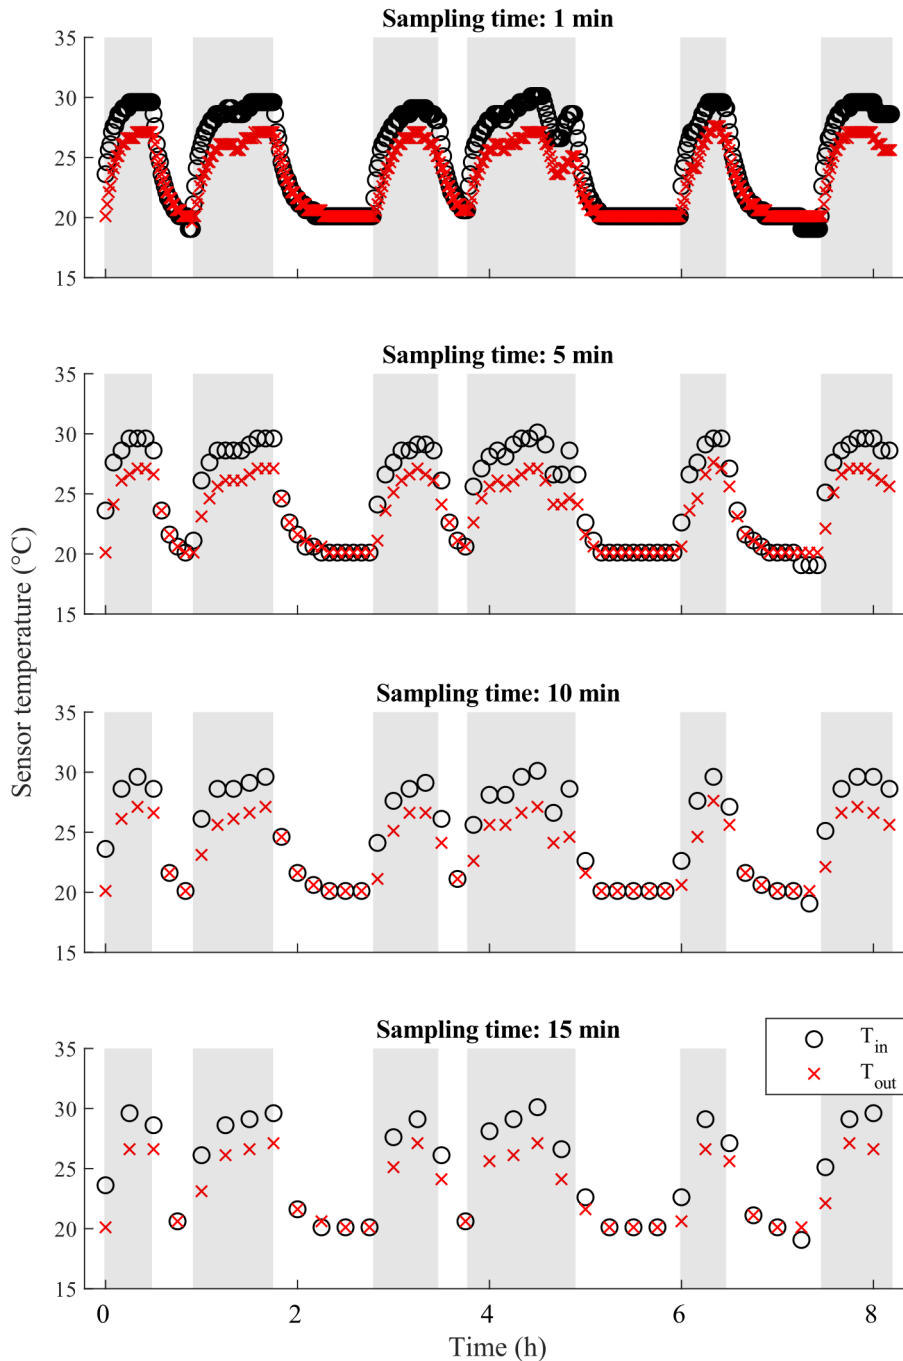 Sampling time: 1 min
35
30
25
20
15
Sampling time: 5 min
35
30
25
20
15
Sensor temperature (°C)
Sampling time: 10 min
35
30
25
20
15
Sampling time: 15 min
35
30
25
20
15
T_in
T_out
0 2 4 6 8
Time (h)